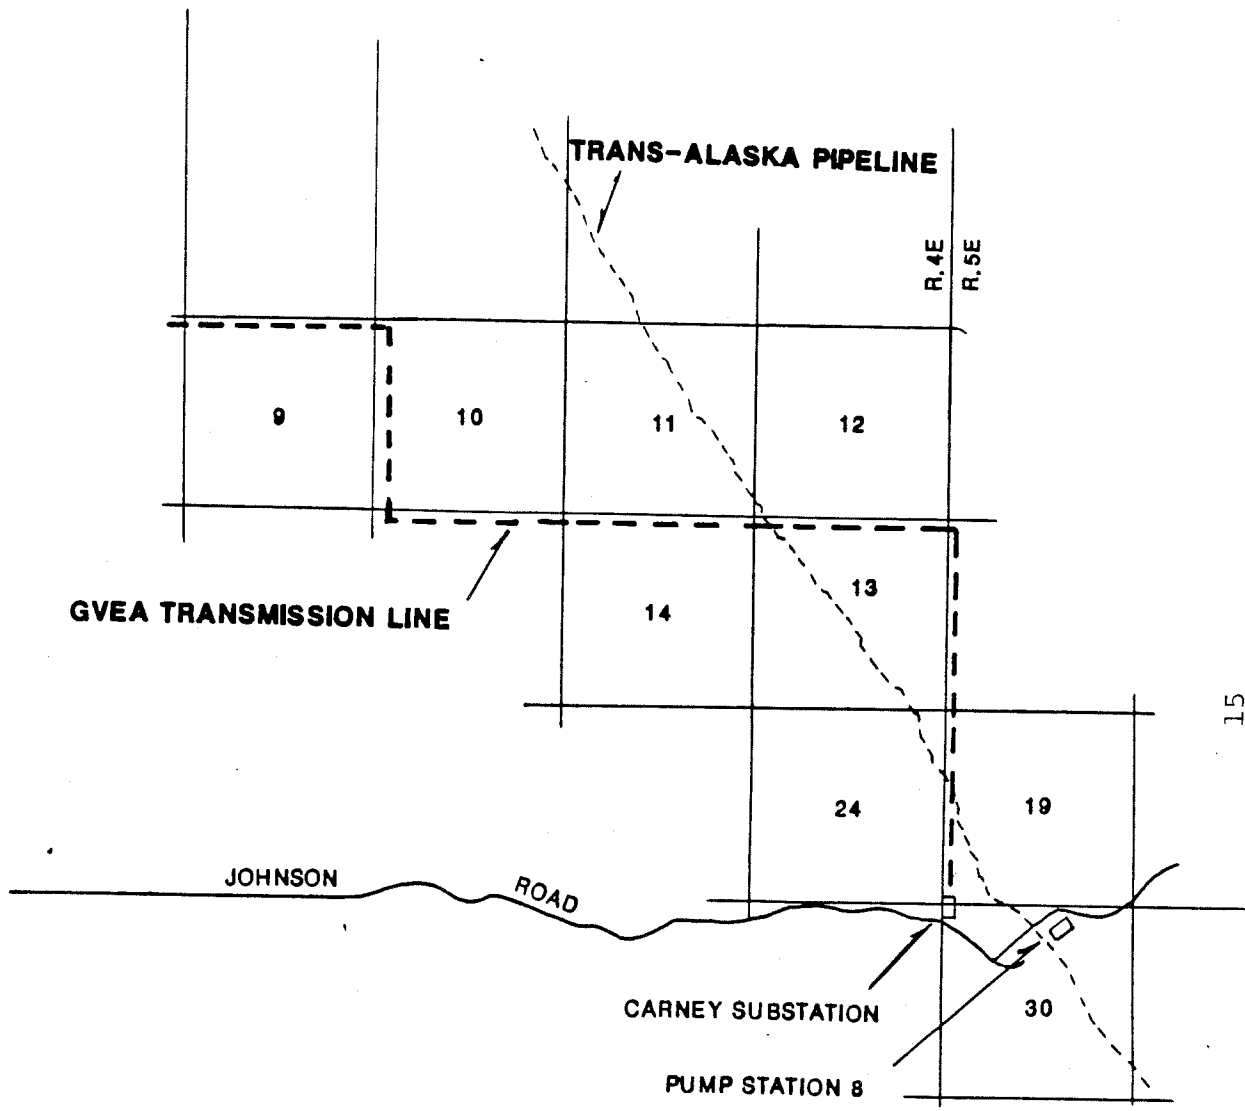 TRANS-ALASKA PIPELINE
R.4E
R.5E
9
10
11
12
13
GVEA TRANSMISSION LINE
14
15
24
19
JOHNSON ROAD
CARNEY SUBSTATION
30
PUMP STATION 8